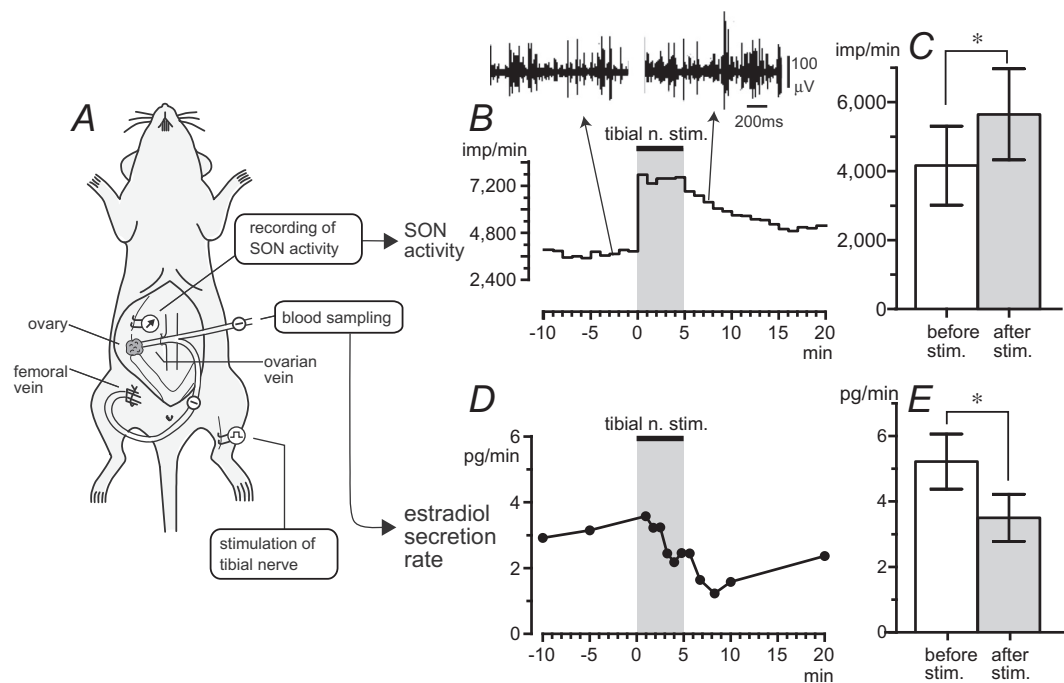 A
recording of
SON activity
SON
activity
blood sampling
ovary
femoral
vein
ovarian
vein
stimulation of
tibial nerve
estradiol
secretion
rate
100
μV
200ms
B
tibial n. stim.
imp/min
7,200
4,800
2,400
-10
-5
0
5
10
15
20
min
imp/min
C
*
6,000
4,000
2,000
0
before
stim.
after
stim.
D
tibial n. stim.
6
pg/min
4
2
0
-10
-5
0
5
10
15
20
min
pg/min
E
*
6
4
2
0
before
stim.
after
stim.